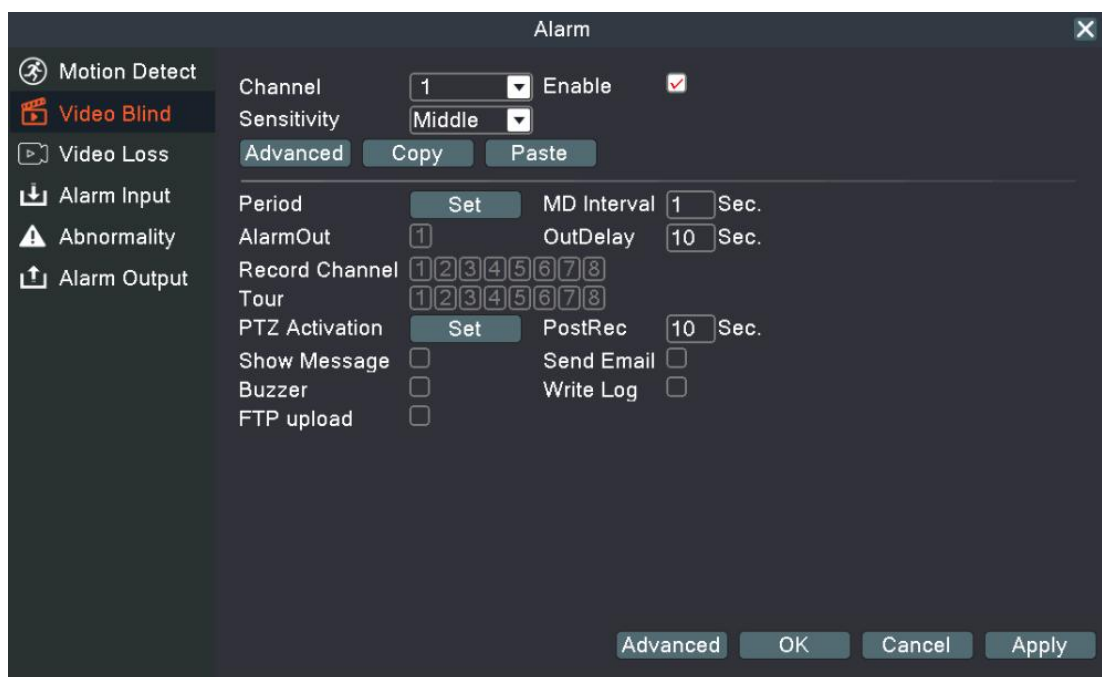 Alarm
Motion Detect
Video Blind
Video Loss
Alarm Input
Abnormality
Alarm Output
Channel 1 Enable
Sensitivity Middle
Advanced Copy Paste
Period Set MD Interval 1 Sec.
AlarmOut 1 OutDelay 10 Sec.
Record Channel 1 2 3 4 5 6 7 8
Tour 1 2 3 4 5 6 7 8
PTZ Activation Set PostRec 10 Sec.
Show Message Send Email
Buzzer Write Log
FTP upload
Advanced OK Cancel Apply